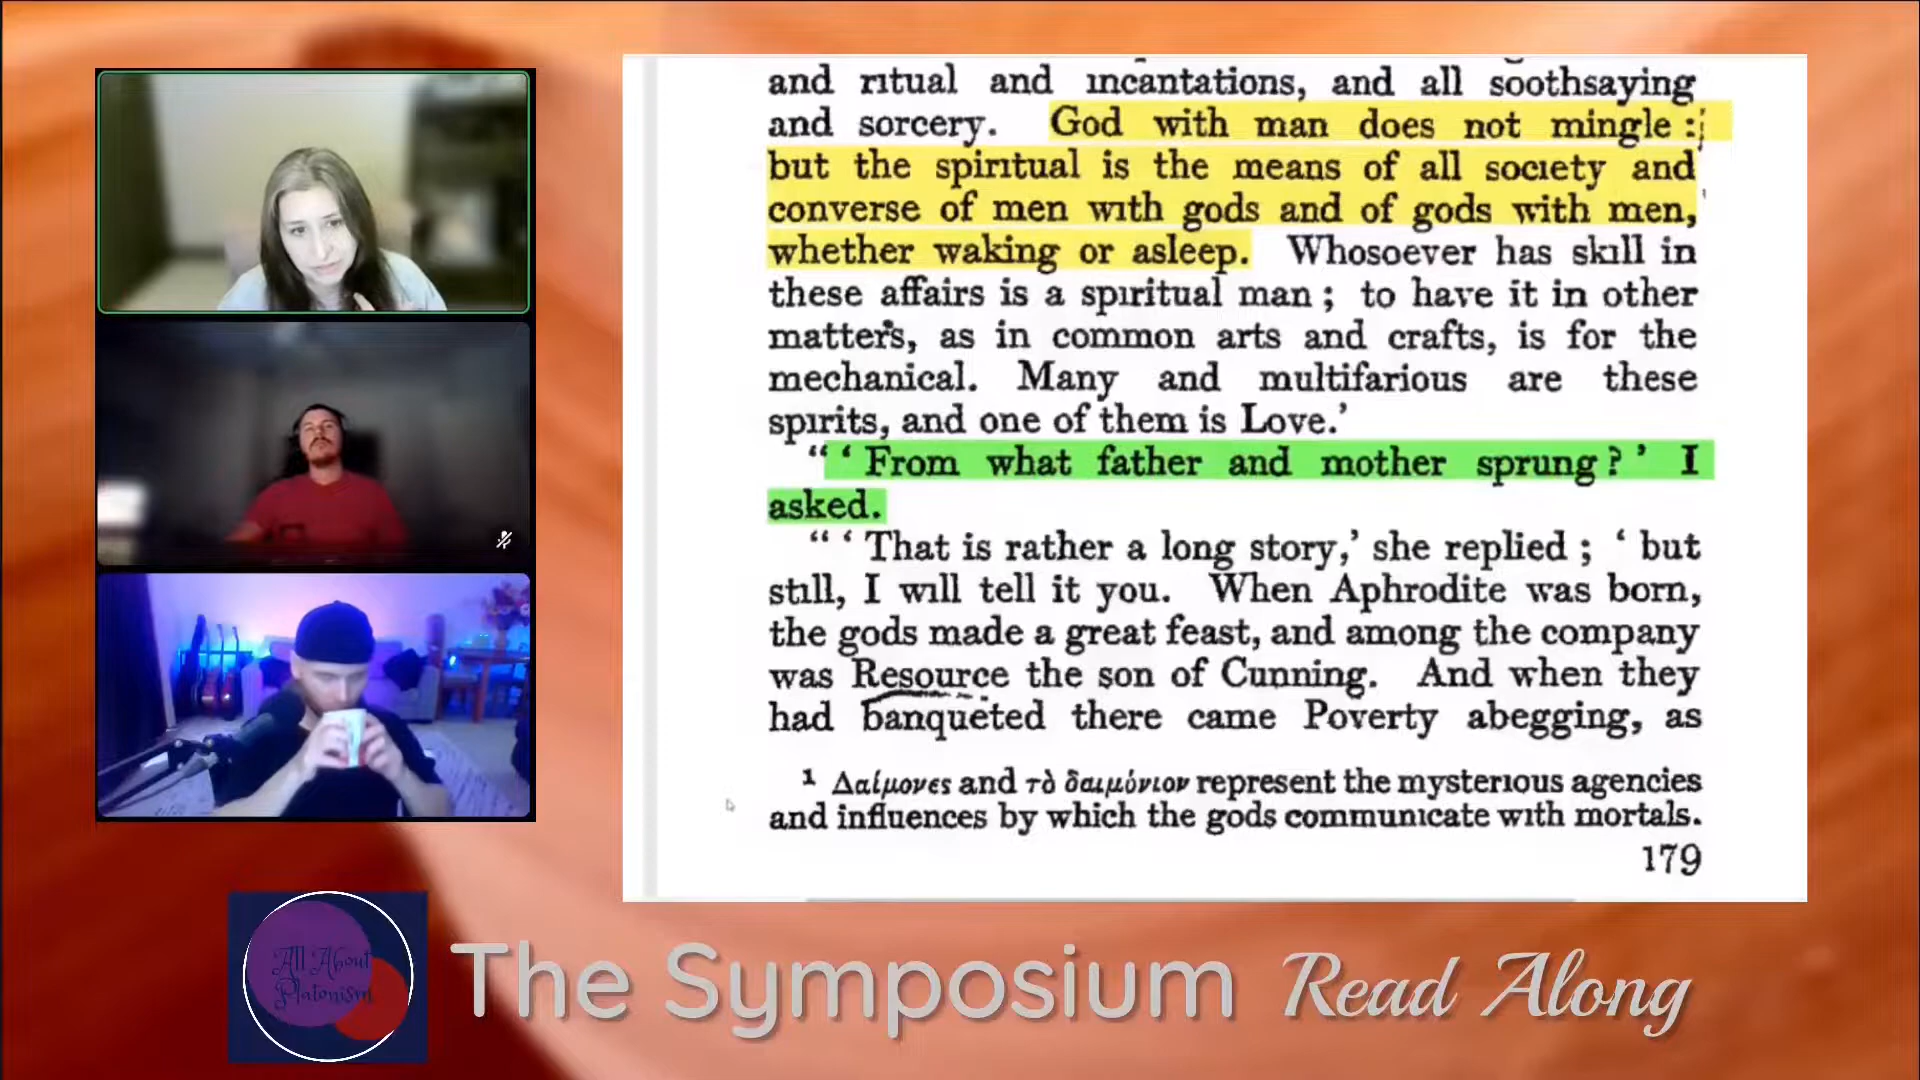 and ritual and incantations, and all soothsaying
and sorcery. God with man does not mingle :
but the spiritual is the means of all society and
converse of men with gods and of gods with men,
whether waking or asleep. Whosoever has skill in
these affairs is a spiritual man ; to have it in other
matters, as in common arts and crafts, is for the
mechanical. Many and multifarious are these
spirits, and one of them is Love.’
“ ‘ From what father and mother sprung ? ’ I
asked.
“ ‘ That is rather a long story,’ she replied ; ‘ but
still, I will tell it you. When Aphrodite was born,
the gods made a great feast, and among the company
was Resource the son of Cunning. And when they
had banqueted there came Poverty abegging, as
¹ Δαίμονες and τὸ δαιμόνιον represent the mysterious agencies
and influences by which the gods communicate with mortals.
179
All About
Platonism
The Symposium Read Along